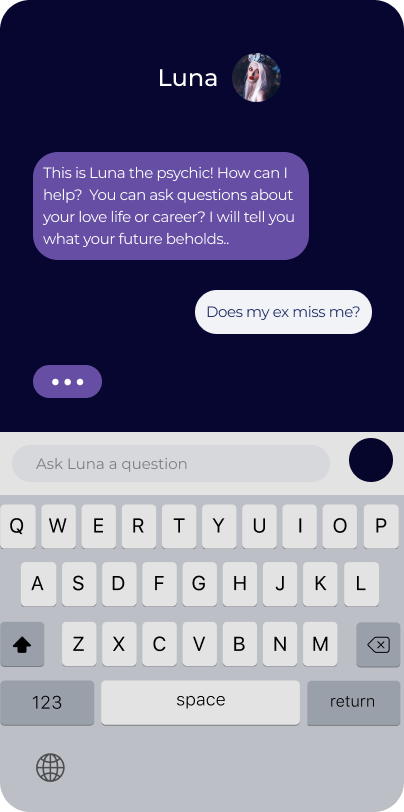 Luna
This is Luna the psychic! How can I
help?  You can ask questions about
your love life or career? I will tell you
what your future beholds..
Does my ex miss me?
Ask Luna a question
Q W E R T Y U I O P
A S D F G H J K L
Z X C V B N M
123 space return